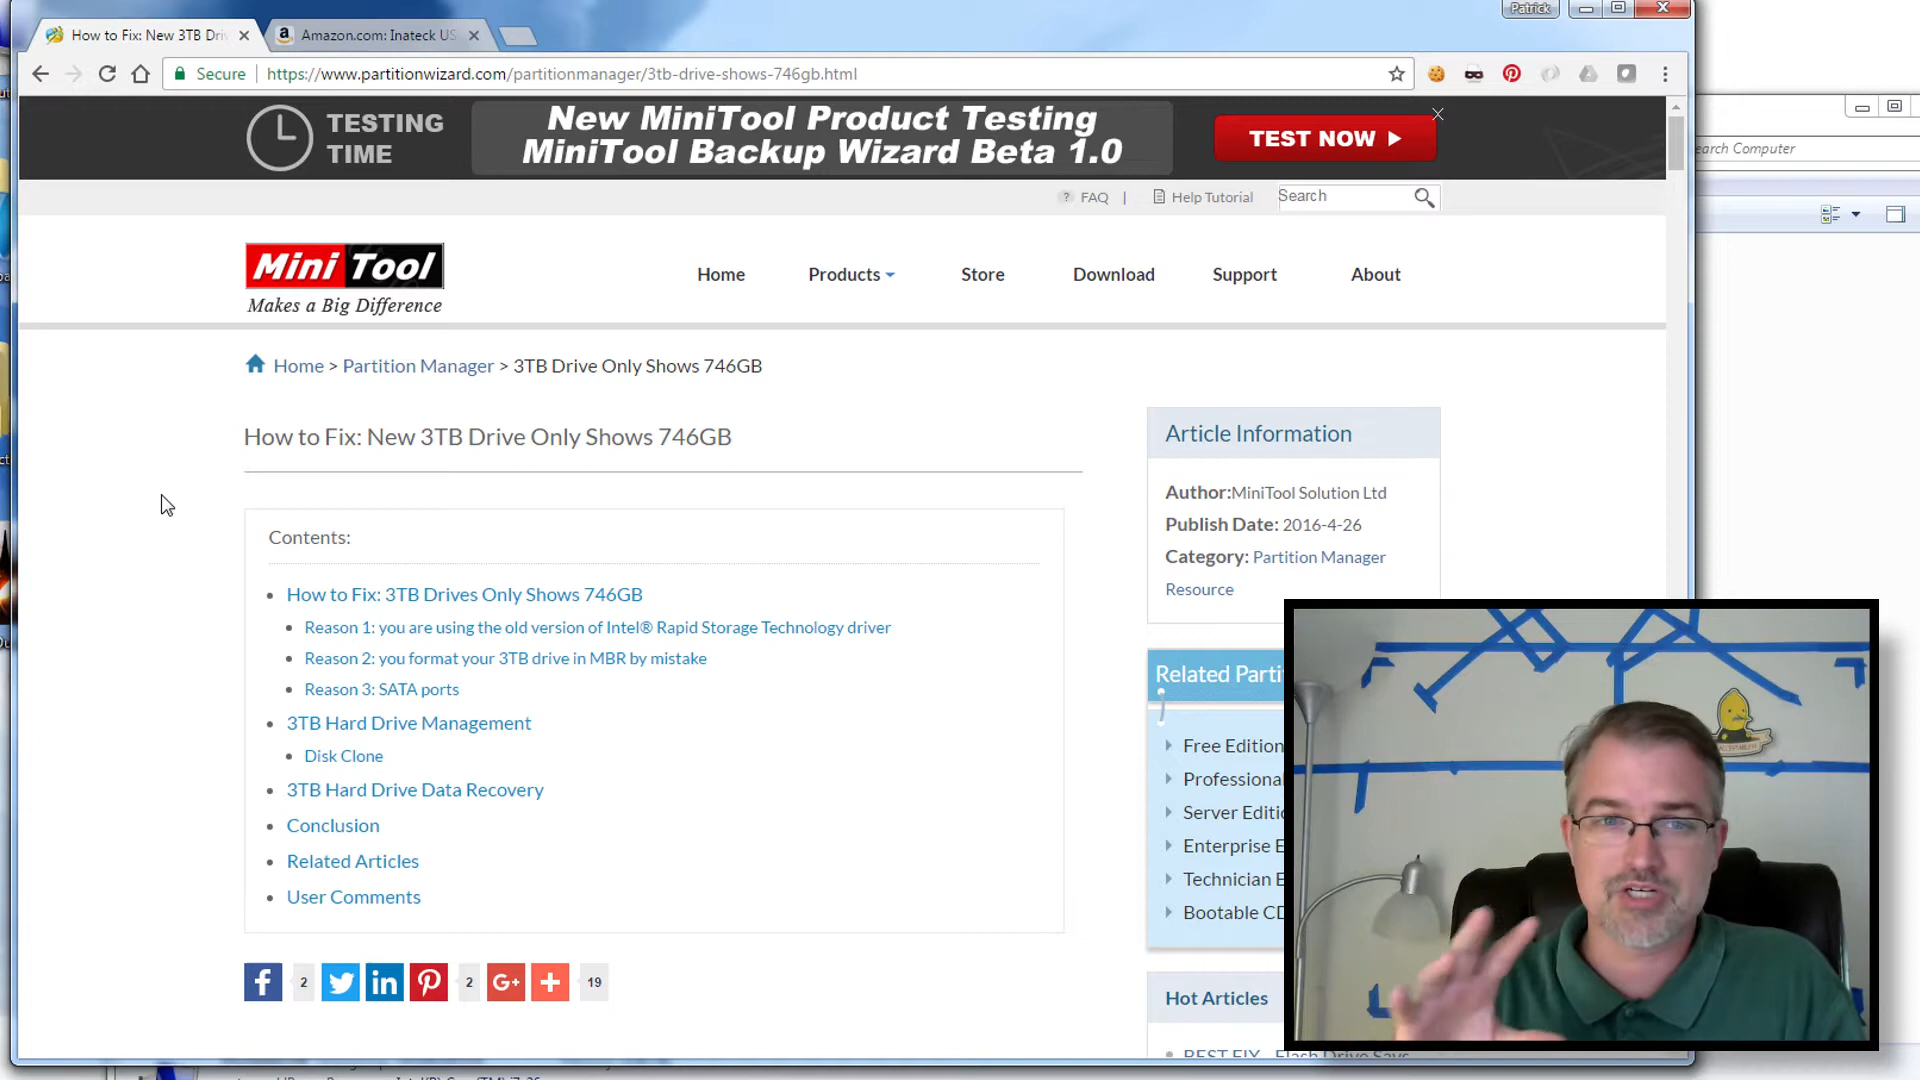 Patrick
How to Fix: New 3TB Dri
Amazon.com: Inateck US
Secure
https://www.partitionwizard.com/partitionmanager/3tb-drive-shows-746gb.html
TESTING
TIME
New MiniTool Product Testing
MiniTool Backup Wizard Beta 1.0
TEST NOW
earch Computer
? FAQ |
Help Tutorial
Search
Mini Tool
Makes a Big Difference
Home
Products
Store
Download
Support
About
Home > Partition Manager > 3TB Drive Only Shows 746GB
How to Fix: New 3TB Drive Only Shows 746GB
Contents:
How to Fix: 3TB Drives Only Shows 746GB
Reason 1: you are using the old version of Intel® Rapid Storage Technology driver
Reason 2: you format your 3TB drive in MBR by mistake
Reason 3: SATA ports
3TB Hard Drive Management
Disk Clone
3TB Hard Drive Data Recovery
Conclusion
Related Articles
User Comments
2
2
G+
19
Article Information
Author:MiniTool Solution Ltd
Publish Date: 2016-4-26
Category: Partition Manager
Resource
Related Parti
Free Edition
Professional
Server Editi
Enterprise E
Technician E
Bootable CD
Hot Articles
ACCEPTABLE!!